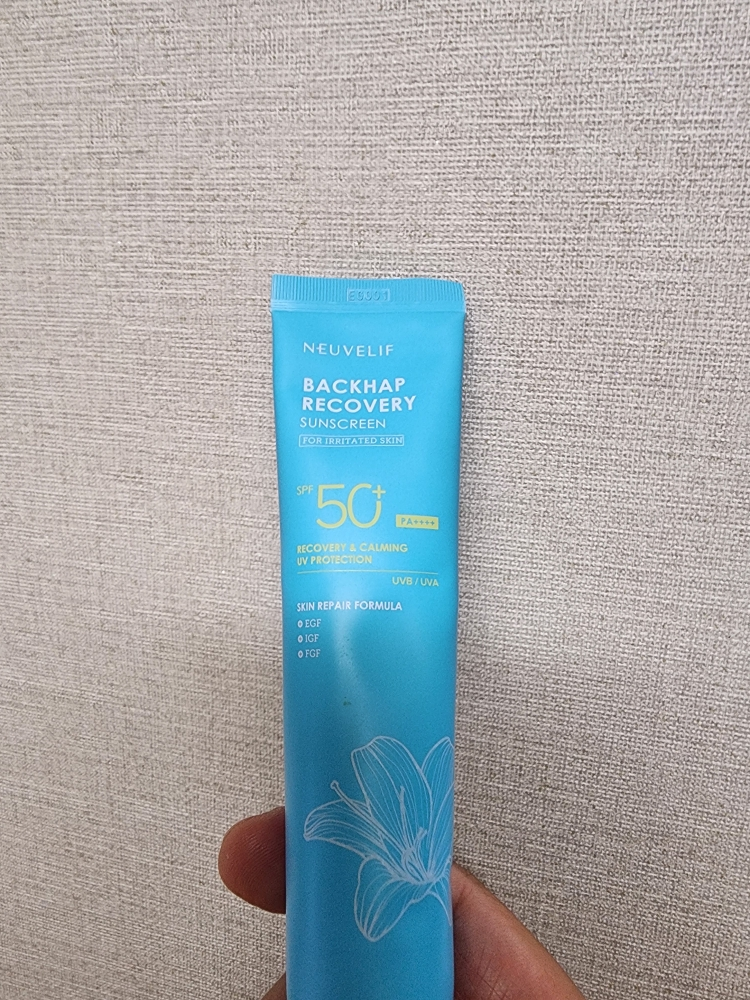 NEUVELIF
BACKHAP
RECOVERY
SUNSCREEN
FOR IRRITATED SKIN
SPF 50+
PA++++
RECOVERY & CALMING
UV PROTECTION
UVB / UVA
SKIN REPAIR FORMULA
EGF
IGF
FGF